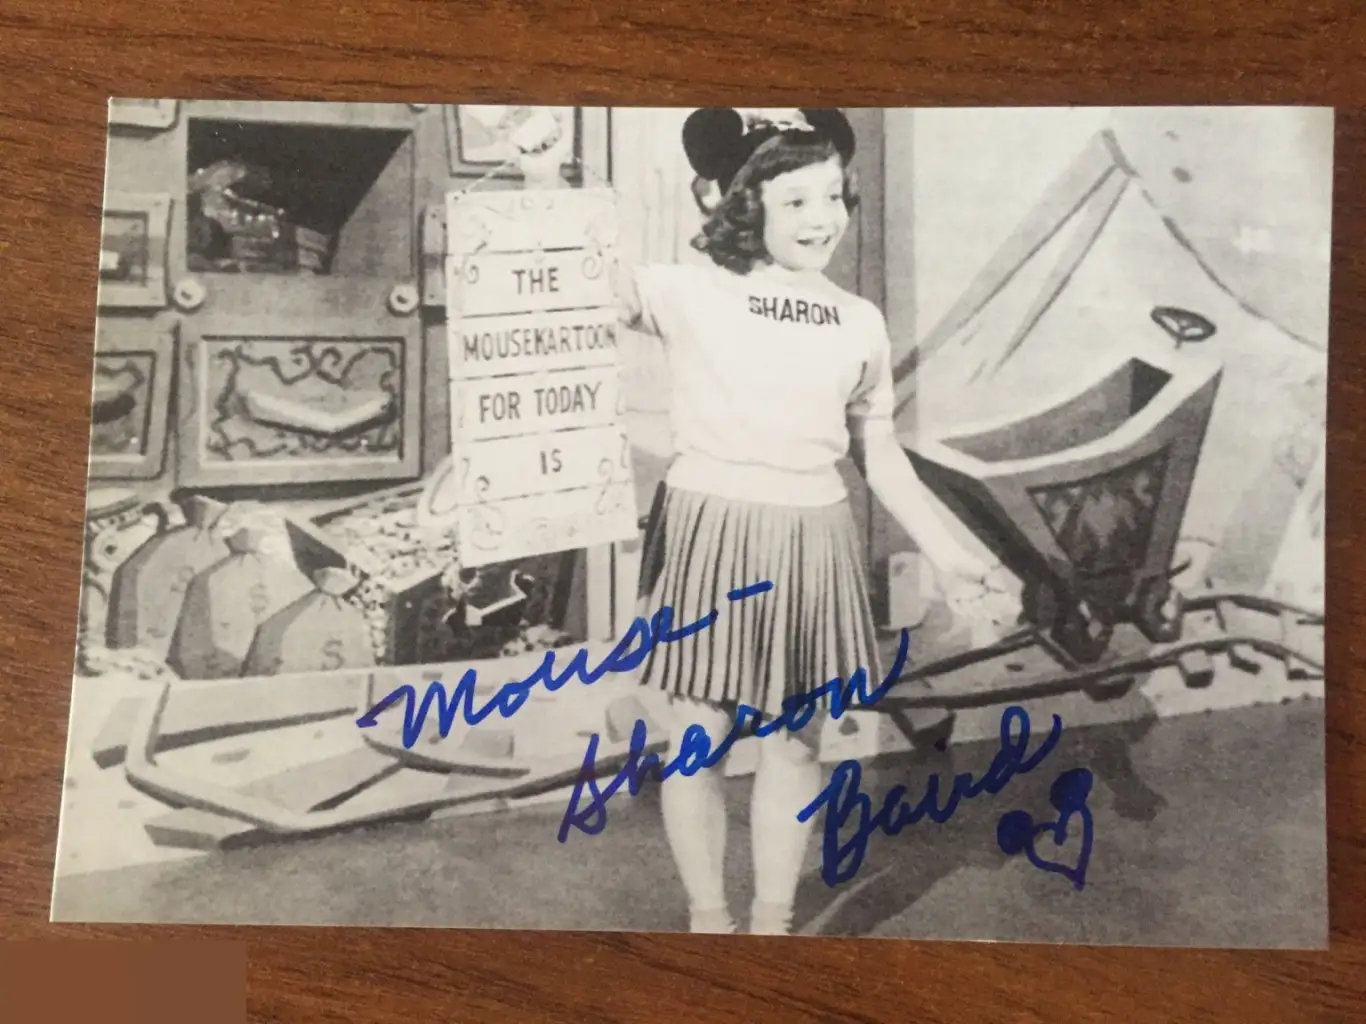 THE
MOUSEKARTOON
FOR TODAY
IS
SHARON
S
S
Mouse-
Sharon
Baird